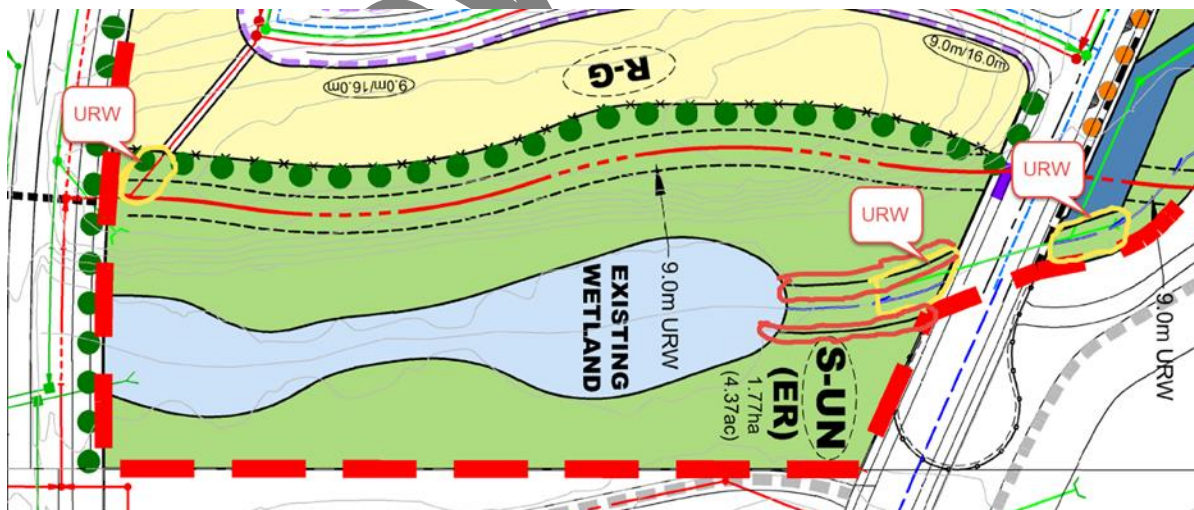 URW
9.0m/16.0m
R-G
9.0m/16.0m
URW
URW
9.0m URW
EXISTING
WETLAND
S-UN
(ER)
1.77ha
(4.37ac)
9.0m URW